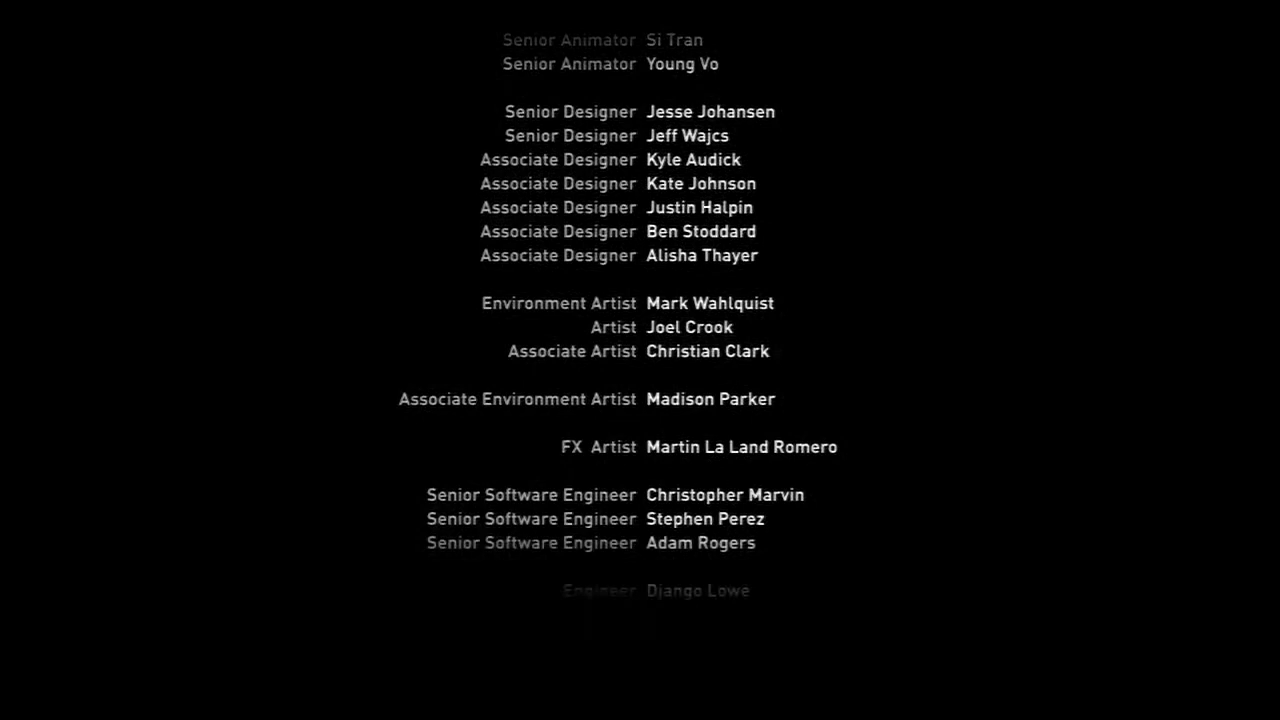 Senior Animator Si Tran
Senior Animator Young Vo
Senior Designer Jesse Johansen
Senior Designer Jeff Wajcs
Associate Designer Kyle Audick
Associate Designer Kate Johnson
Associate Designer Justin Halpin
Associate Designer Ben Stoddard
Associate Designer Alisha Thayer
Environment Artist Mark Wahlquist
Artist Joel Crook
Associate Artist Christian Clark
Associate Environment Artist Madison Parker
FX Artist Martin La Land Romero
Senior Software Engineer Christopher Marvin
Senior Software Engineer Stephen Perez
Senior Software Engineer Adam Rogers
Engineer Django Lowe